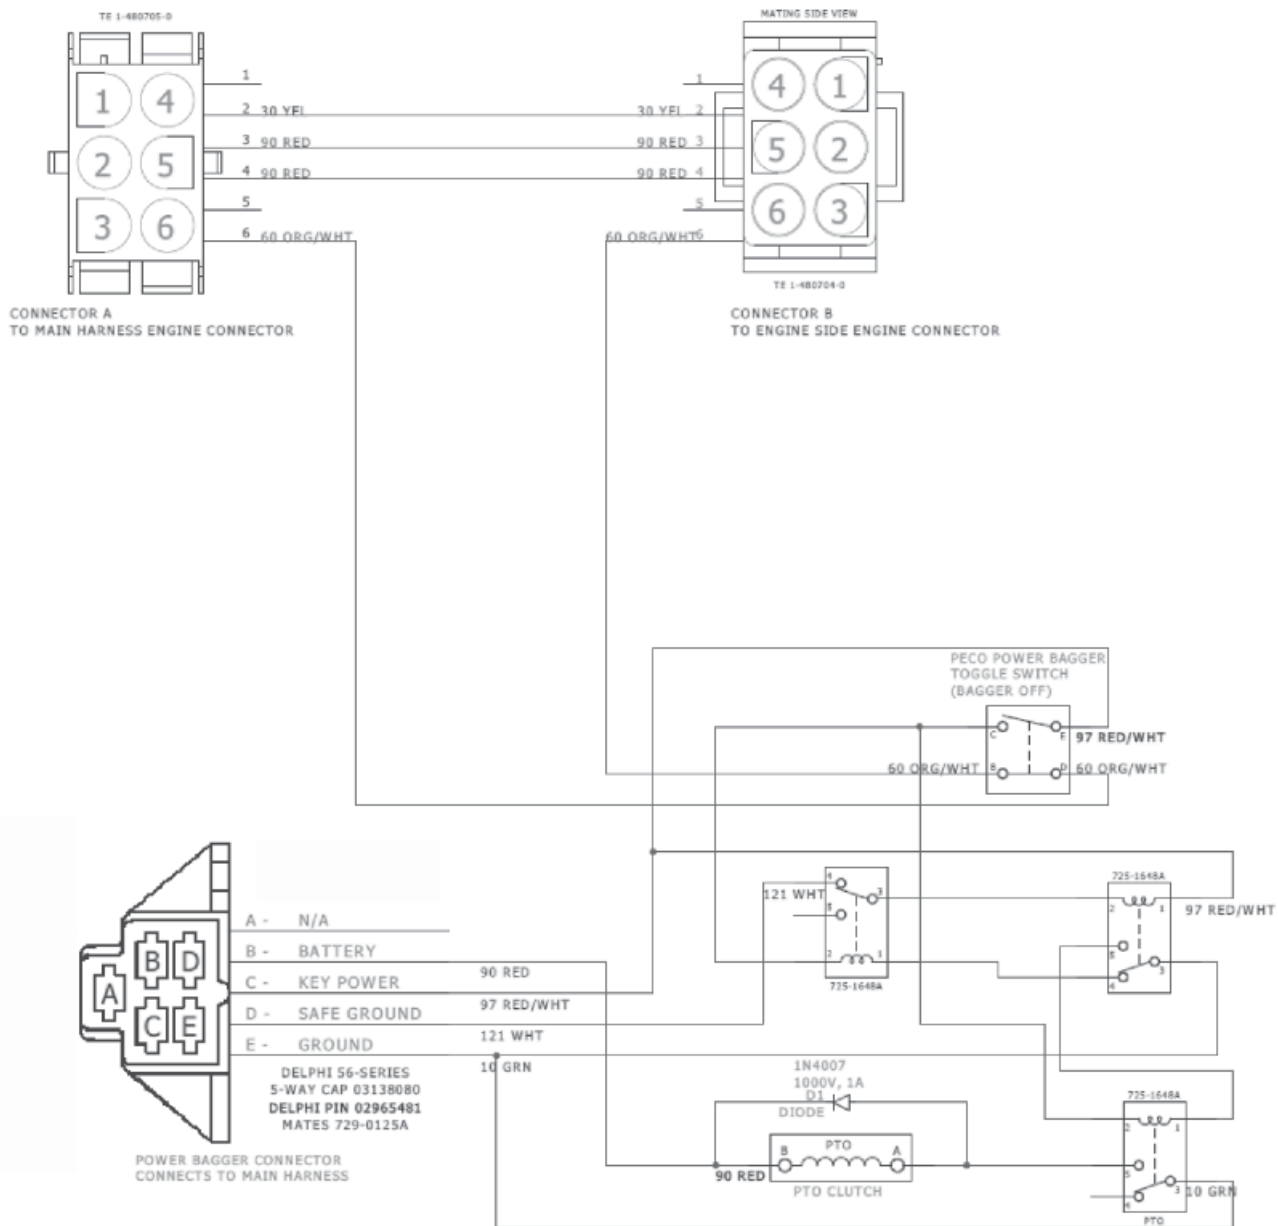 TE 1-480705-0
MATING SIDE VIEW
1 4
2 5
3 6
1
2 30 YEL
3 90 RED
4 90 RED
5
6 60 ORG/WHT
1
30 YEL 2
90 RED 3
90 RED 4
5
60 ORG/WHT 6
4 1
5 2
6 3
TE 1-480704-0
CONNECTOR A
TO MAIN HARNESS ENGINE CONNECTOR
CONNECTOR B
TO ENGINE SIDE ENGINE CONNECTOR
PECO POWER BAGGER
TOGGLE SWITCH
(BAGGER OFF)
C E
97 RED/WHT
60 ORG/WHT B D 60 ORG/WHT
4
121 WHT 3
5
2 1
725-1648A
725-1648A
2 1
97 RED/WHT
5
3
4
B D
A
C E
A - N/A
B - BATTERY
90 RED
C - KEY POWER
97 RED/WHT
D - SAFE GROUND
121 WHT
E - GROUND
10 GRN
DELPHI 56-SERIES
5-WAY CAP 03138080
DELPHI PIN 02965481
MATES 729-0125A
POWER BAGGER CONNECTOR
CONNECTS TO MAIN HARNESS
1N4007
1000V, 1A
D1
DIODE
PTO
B A
90 RED
PTO CLUTCH
725-1648A
2 1
5
3 10 GRN
4
PTO